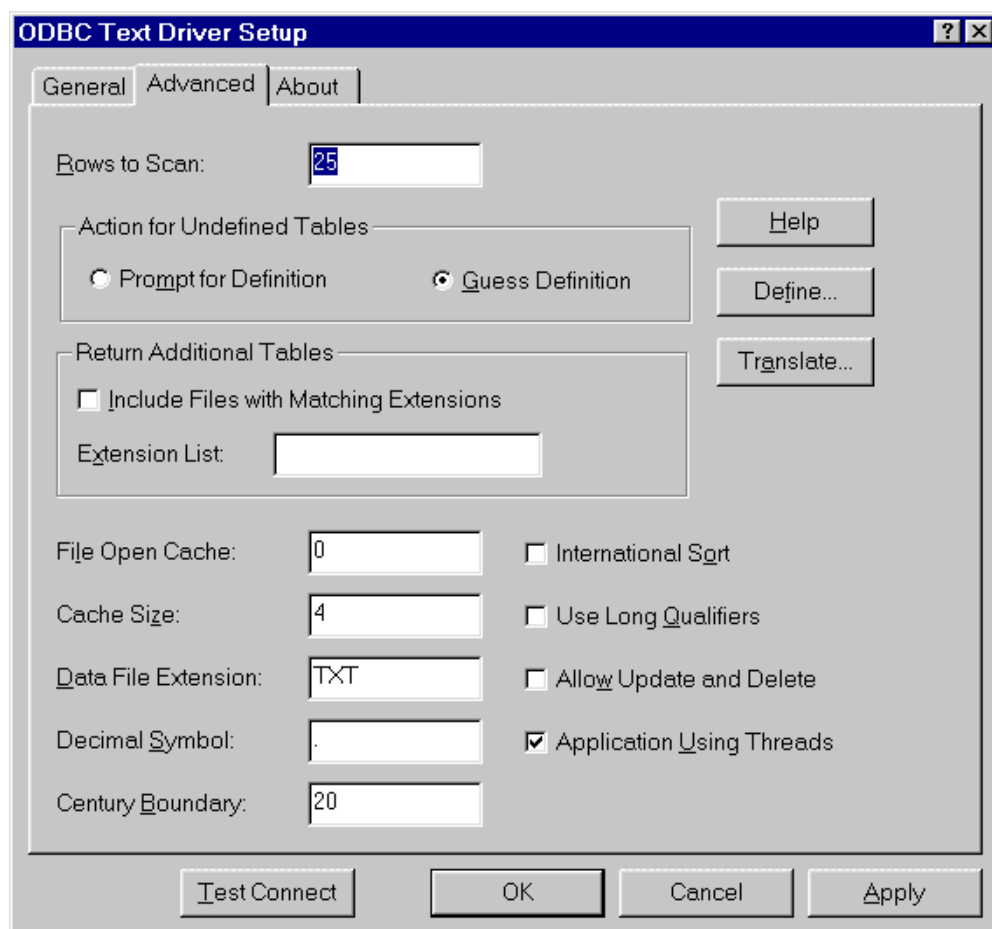 ODBC Text Driver Setup
General Advanced About
Rows to Scan: 25
Action for Undefined Tables
Prompt for Definition Guess Definition
Help
Define...
Return Additional Tables
Translate...
Include Files with Matching Extensions
Extension List:
File Open Cache: 0 International Sort
Cache Size: 4 Use Long Qualifiers
Data File Extension: TXT Allow Update and Delete
Decimal Symbol: . Application Using Threads
Century Boundary: 20
Test Connect OK Cancel Apply